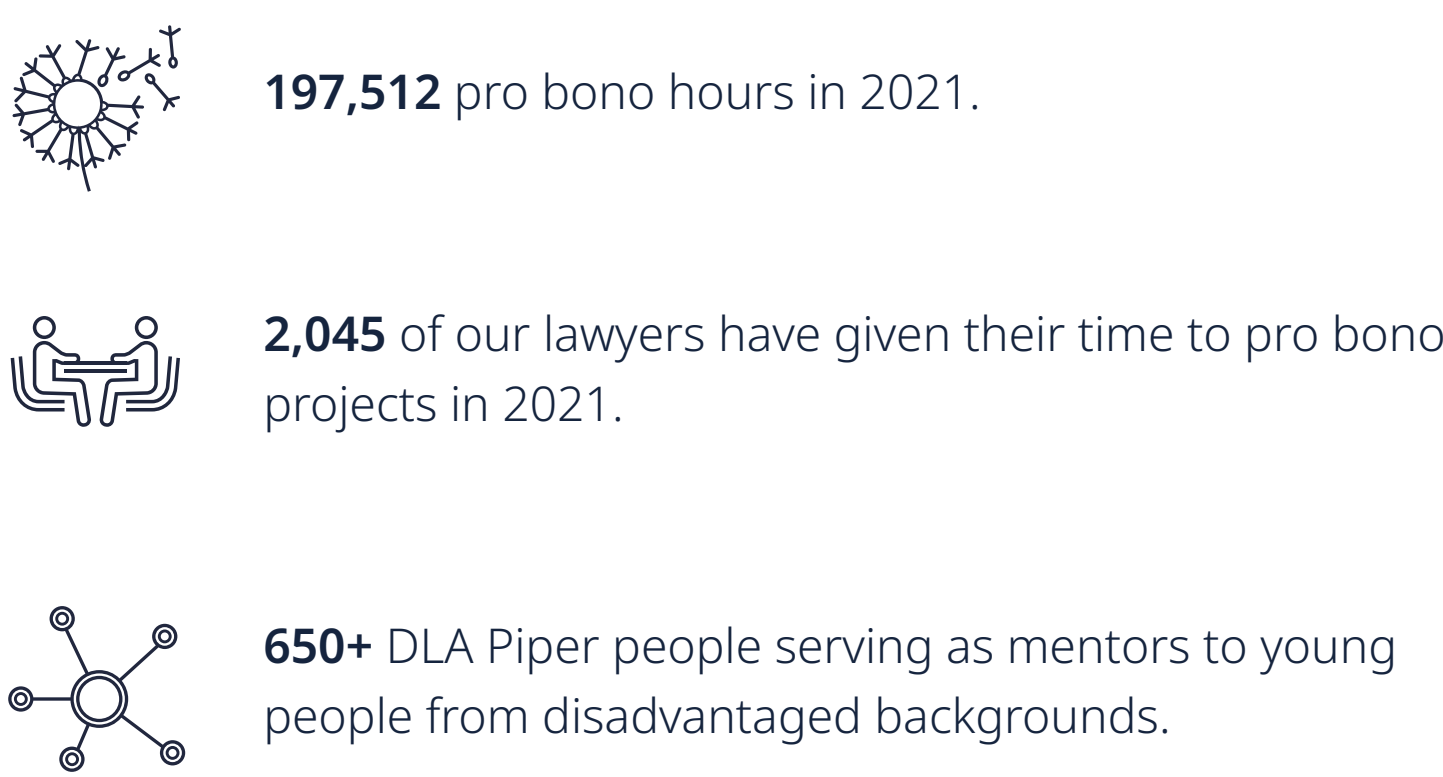 197,512 pro bono hours in 2021.
2,045 of our lawyers have given their time to pro bono
projects in 2021.
650+ DLA Piper people serving as mentors to young
people from disadvantaged backgrounds.